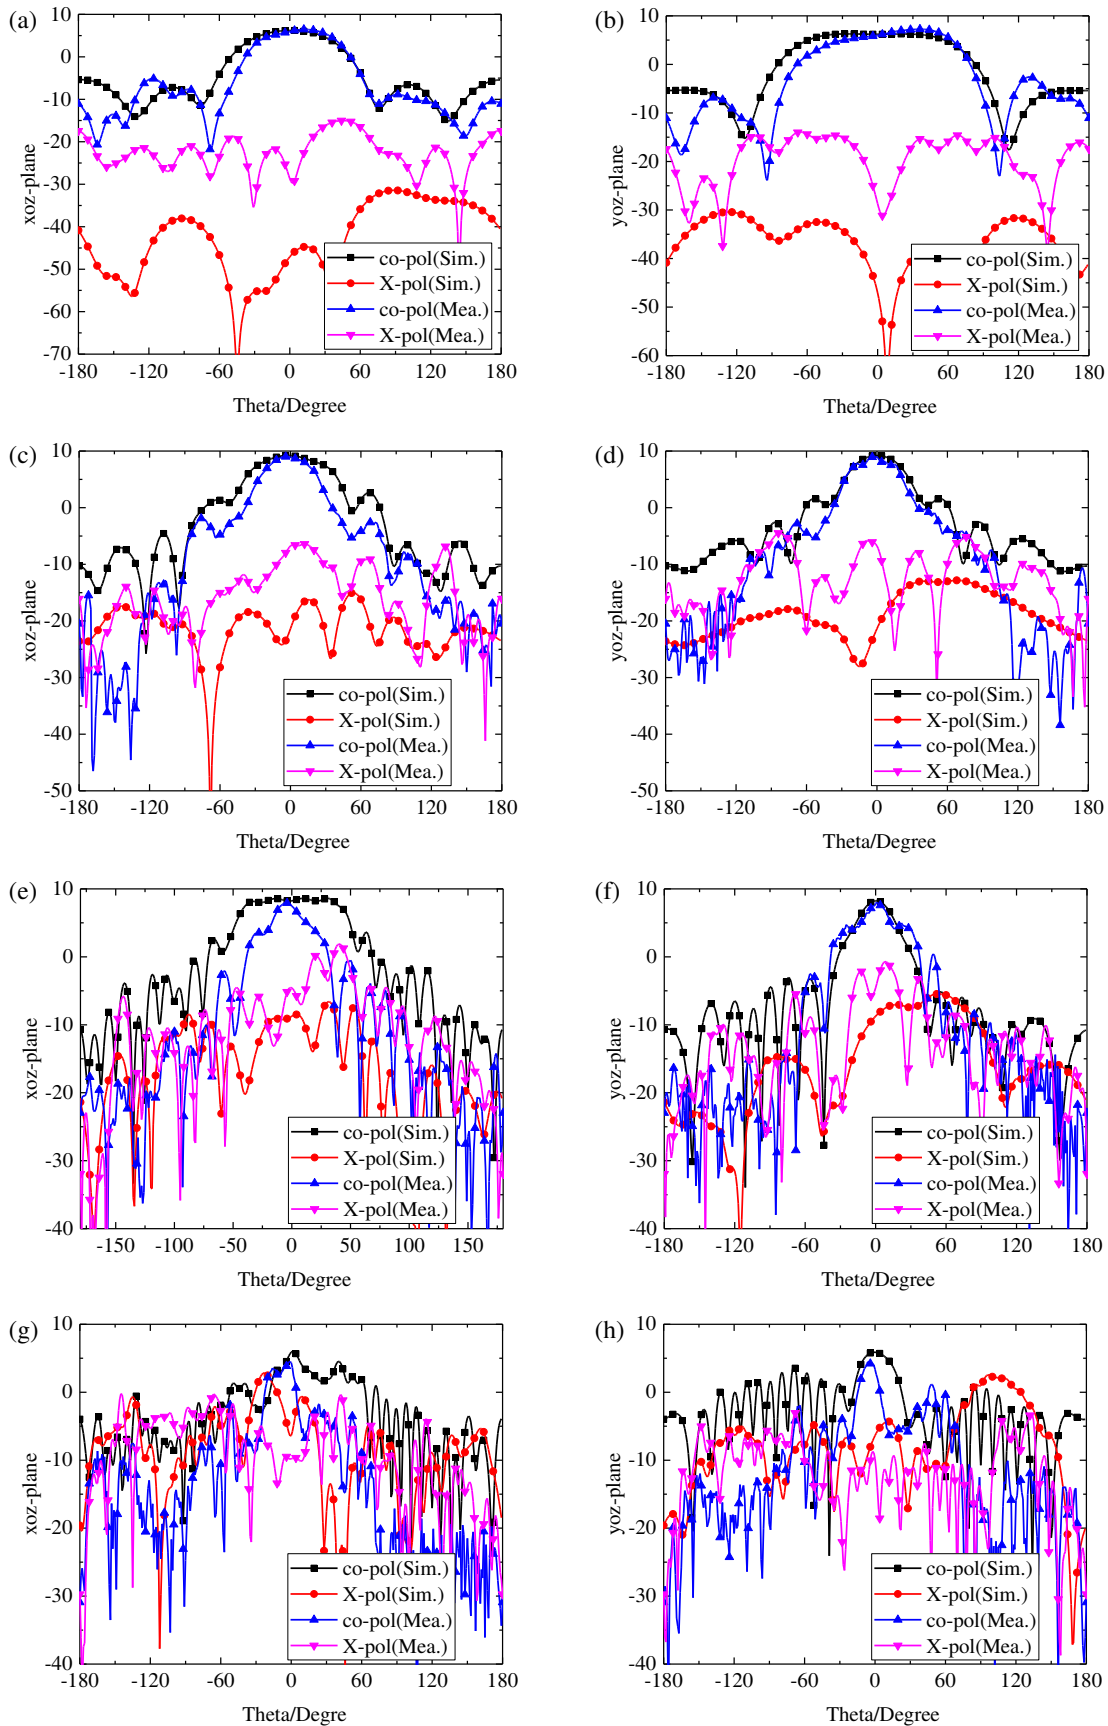 (a)
10
0
-10
-20
-30
-40
-50
-60
-70
xoz-plane
-180 -120 -60 0 60 120 180
Theta/Degree
co-pol(Sim.)
X-pol(Sim.)
co-pol(Mea.)
X-pol(Mea.)
(b)
10
0
-10
-20
-30
-40
-50
-60
yoz-plane
-180 -120 -60 0 60 120 180
Theta/Degree
co-pol(Sim.)
X-pol(Sim.)
co-pol(Mea.)
X-pol(Mea.)
(c)
10
0
-10
-20
-30
-40
-50
xoz-plane
-180 -120 -60 0 60 120 180
Theta/Degree
co-pol(Sim.)
X-pol(Sim.)
co-pol(Mea.)
X-pol(Mea.)
(d)
10
0
-10
-20
-30
-40
-50
yoz-plane
-180 -120 -60 0 60 120 180
Theta/Degree
co-pol(Sim.)
X-pol(Sim.)
co-pol(Mea.)
X-pol(Mea.)
(e)
10
0
-10
-20
-30
-40
xoz-plane
-150 -100 -50 0 50 100 150
Theta/Degree
co-pol(Sim.)
X-pol(Sim.)
co-pol(Mea.)
X-pol(Mea.)
(f)
10
0
-10
-20
-30
-40
yoz-plane
-180 -120 -60 0 60 120 180
Theta/Degree
co-pol(Sim.)
X-pol(Sim.)
co-pol(Mea.)
X-pol(Mea.)
(g)
10
0
-10
-20
-30
-40
xoz-plane
-180 -120 -60 0 60 120 180
Theta/Degree
co-pol(Sim.)
X-pol(Sim.)
co-pol(Mea.)
X-pol(Mea.)
(h)
10
0
-10
-20
-30
-40
yoz-plane
-180 -120 -60 0 60 120 180
Theta/Degree
co-pol(Sim.)
X-pol(Sim.)
co-pol(Mea.)
X-pol(Mea.)